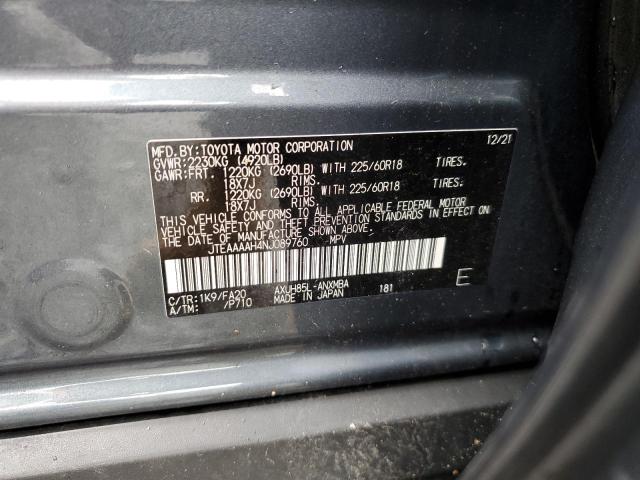 MFD.BY:TOYOTA MOTOR CORPORATION 12/21
GVWR:2230KG (4920LB)
GAWR:FRT. 1220KG (2690LB) WITH 225/60R18 TIRES.
18X7J RIMS.
RR. 1220KG (2690LB) WITH 225/60R18 TIRES.
18X7J RIMS.
THIS VEHICLE CONFORMS TO ALL APPLICABLE FEDERAL MOTOR
VEHICLE SAFETY AND THEFT PREVENTION STANDARDS IN EFFECT
ON THE DATE OF MANUFACTURE SHOWN ABOVE.
JTEAAAAH4NJ089760 MPV
C/TR:1K9/FA20 AXUH85L-ANXMBA 181 E
A/TM: /P710 MADE IN JAPAN